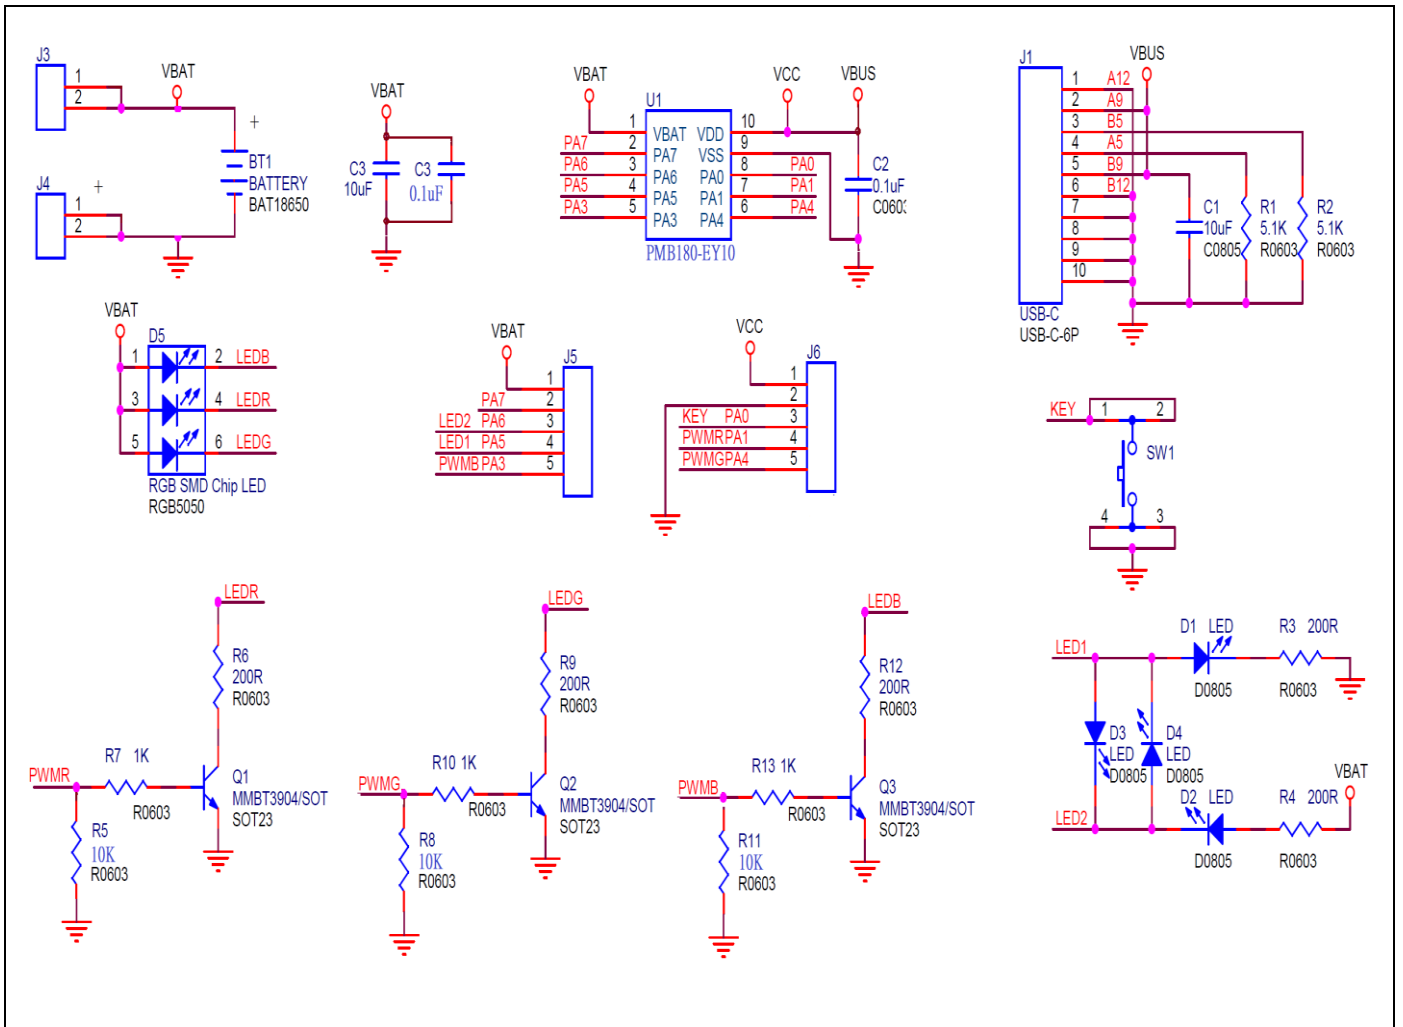 J3
1
2
VBAT
+
BT1
BATTERY
BAT18650
J4
+
1
2
VBAT
C3
10uF
C3
0.1uF
VBAT
VCC
VBUS
U1
1 VBAT VDD 10
PA7 2 PA7 VSS 9
PA6 3 PA6 PA0 8 PA0
PA5 4 PA5 PA1 7 PA1
PA3 5 PA3 PA4 6 PA4
PMB180-EY10
C2
0.1uF
J1
VBUS
1 A12
2 A9
3 B5
4 A5
5 B9
6 B12
7
8
9
10
C1
10uF
C0805
R1
5.1K
R0603
R2
5.1K
R0603
USB-C
USB-C-6P
VBAT
D5
1 2 LEDB
3 4 LEDR
5 6 LEDG
RGB SMD Chip LED
RGB5050
VBAT
J5
1
PA7 2
LED2 PA6 3
LED1 PA5 4
PWMB PA3 5
VCC
J6
1
2
KEY PA0 3
PWMR PA1 4
PWMG PA4 5
KEY 1 2
SW1
4 3
LEDR
R6
200R
R0603
R7 1K
PWMR
R0603
Q1
MMBT3904/SOT
SOT23
R5
10K
R0603
LEDG
R9
200R
R0603
R10 1K
PWMG
R0603
Q2
MMBT3904/SOT
SOT23
R8
10K
R0603
LEDB
R12
200R
R0603
R13 1K
PWMB
R0603
Q3
MMBT3904/SOT
SOT23
R11
10K
R0603
D1 LED
R3 200R
LED1
D0805
R0603
D3
LED
D0805
D4
LED
D0805
VBAT
D2 LED
R4 200R
LED2
D0805
R0603